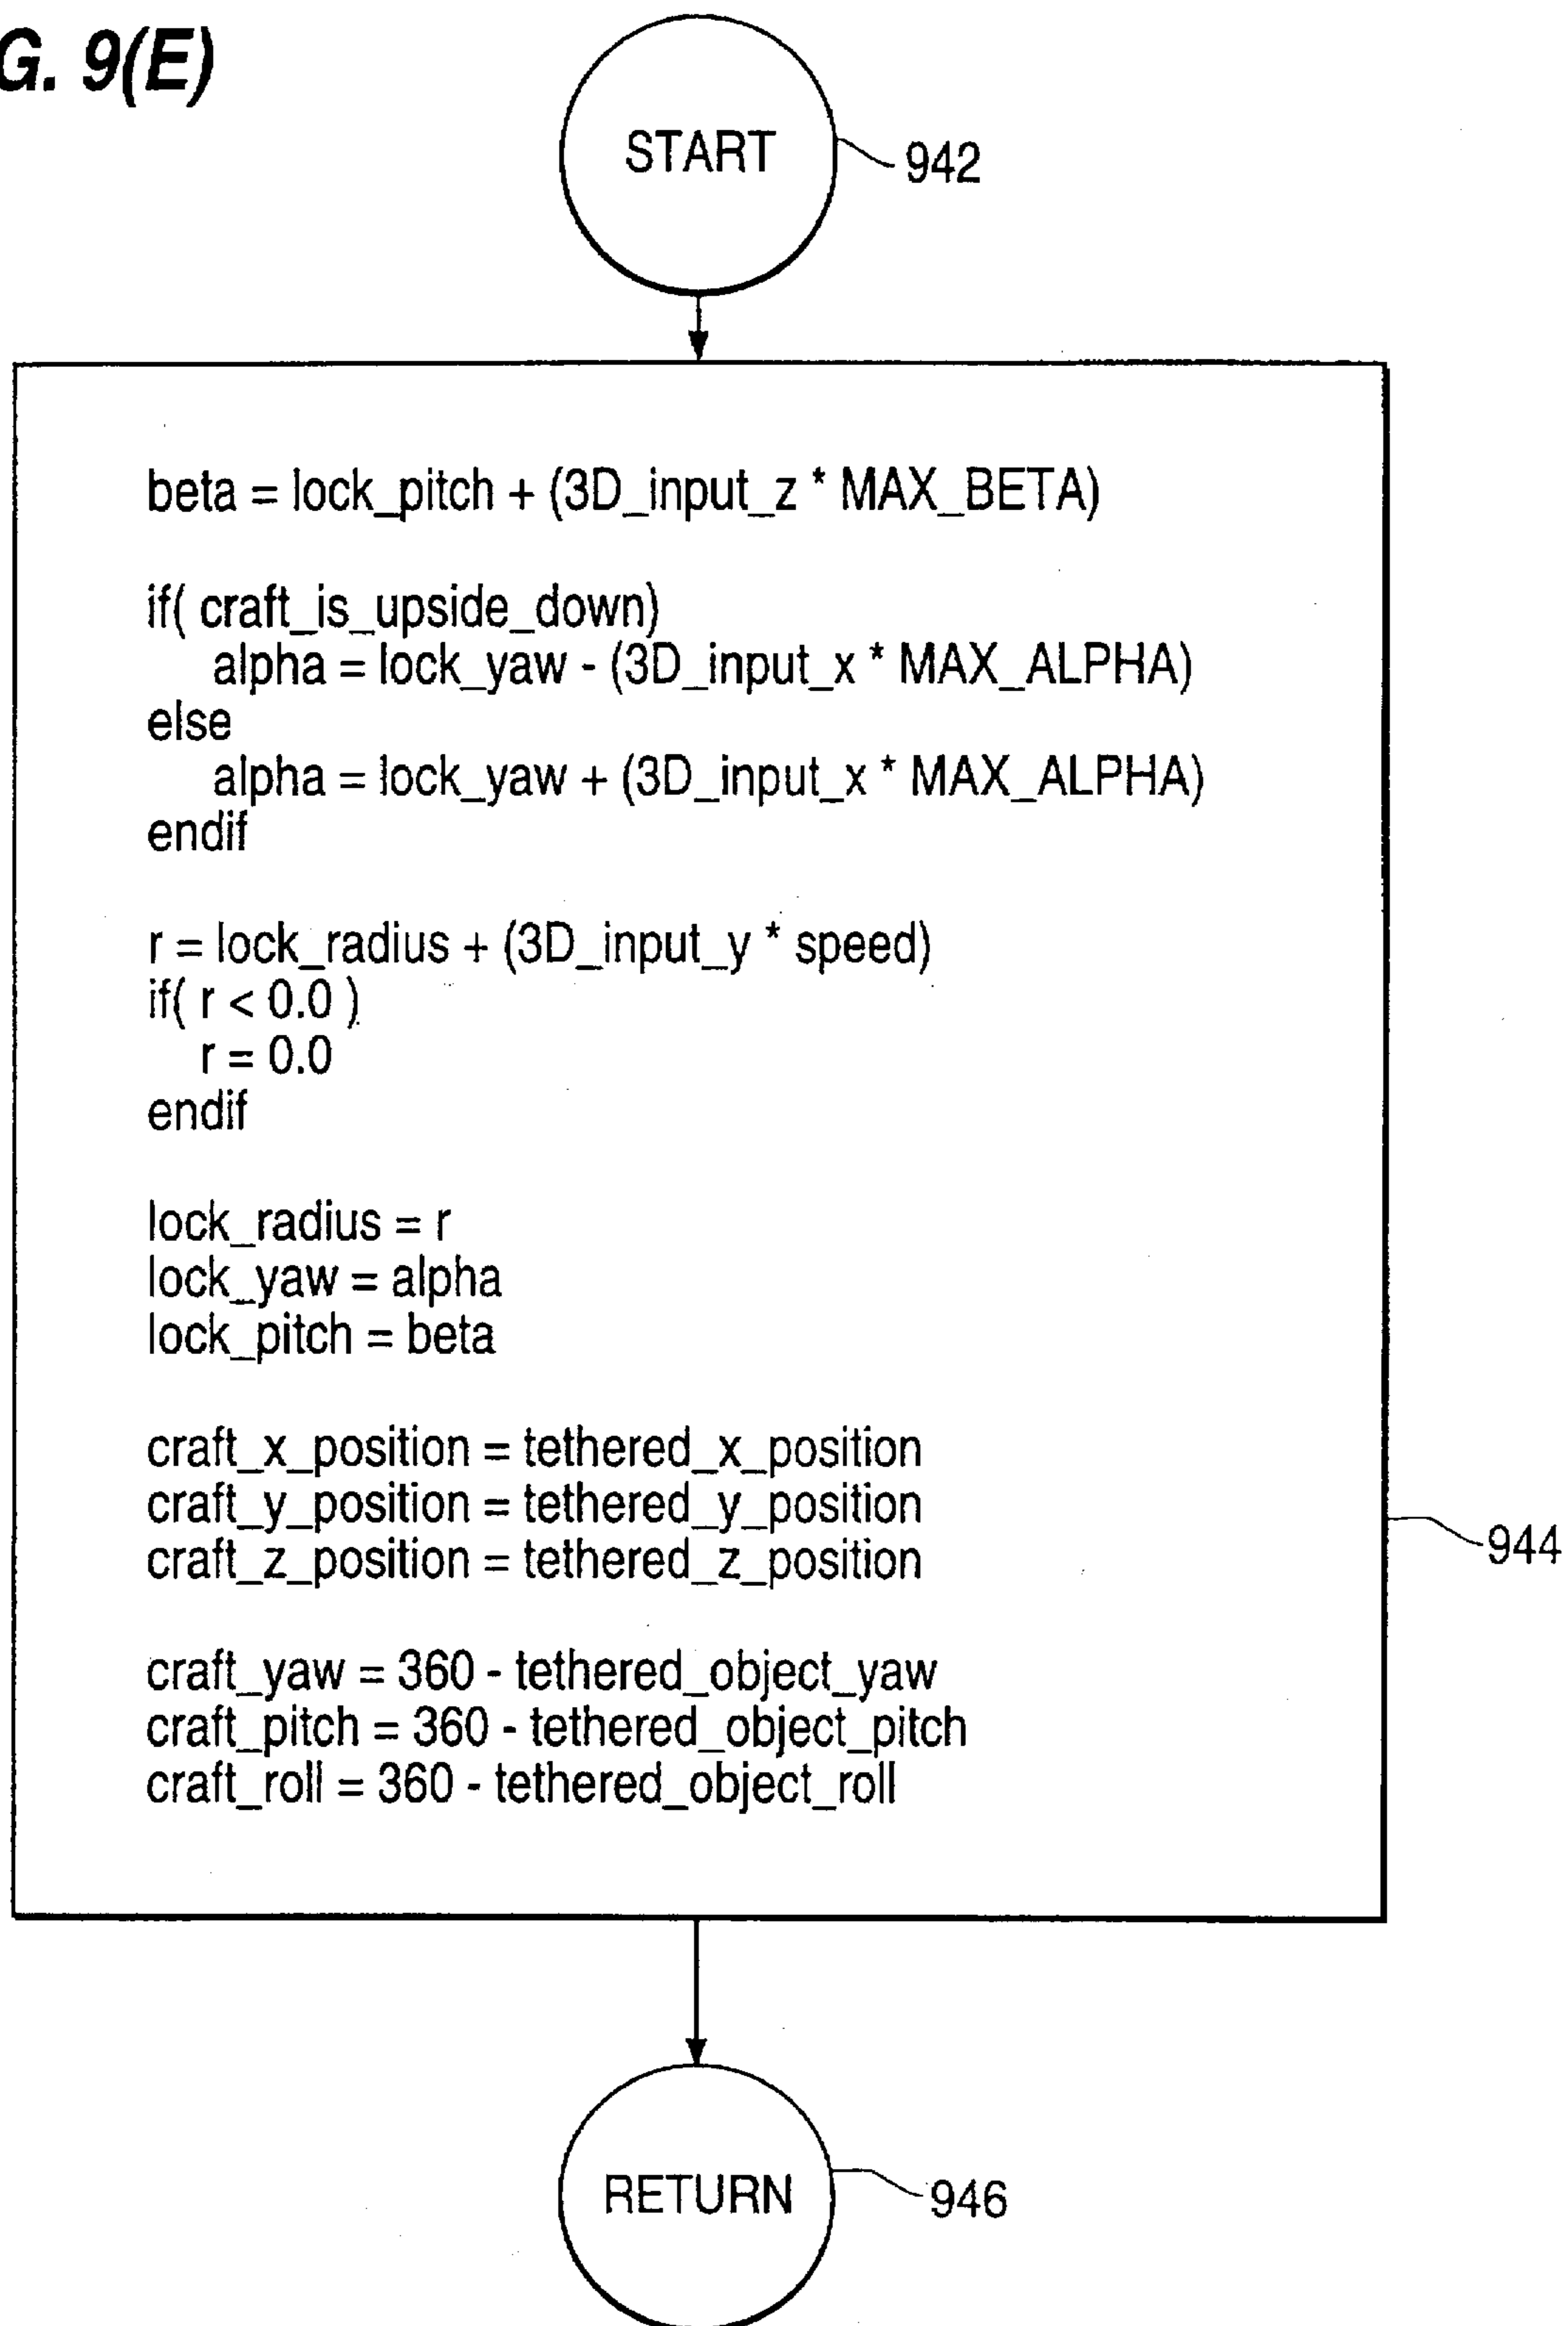 G. 9(E)
START
942
beta = lock_pitch + (3D_input_z * MAX_BETA)
if( craft_is_upside_down)
alpha = lock_yaw - (3D_input_x * MAX_ALPHA)
else
alpha = lock_yaw + (3D_input_x * MAX_ALPHA)
endif
r = lock_radius + (3D_input_y * speed)
if( r < 0.0 )
r = 0.0
endif
lock_radius = r
lock_yaw = alpha
lock_pitch = beta
craft_x_position = tethered_x_position
craft_y_position = tethered_y_position
craft_z_position = tethered_z_position
944
craft_yaw = 360 - tethered_object_yaw
craft_pitch = 360 - tethered_object_pitch
craft_roll = 360 - tethered_object_roll
RETURN
946